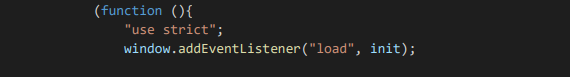 (function (){
"use strict";
window.addEventListener("load", init);